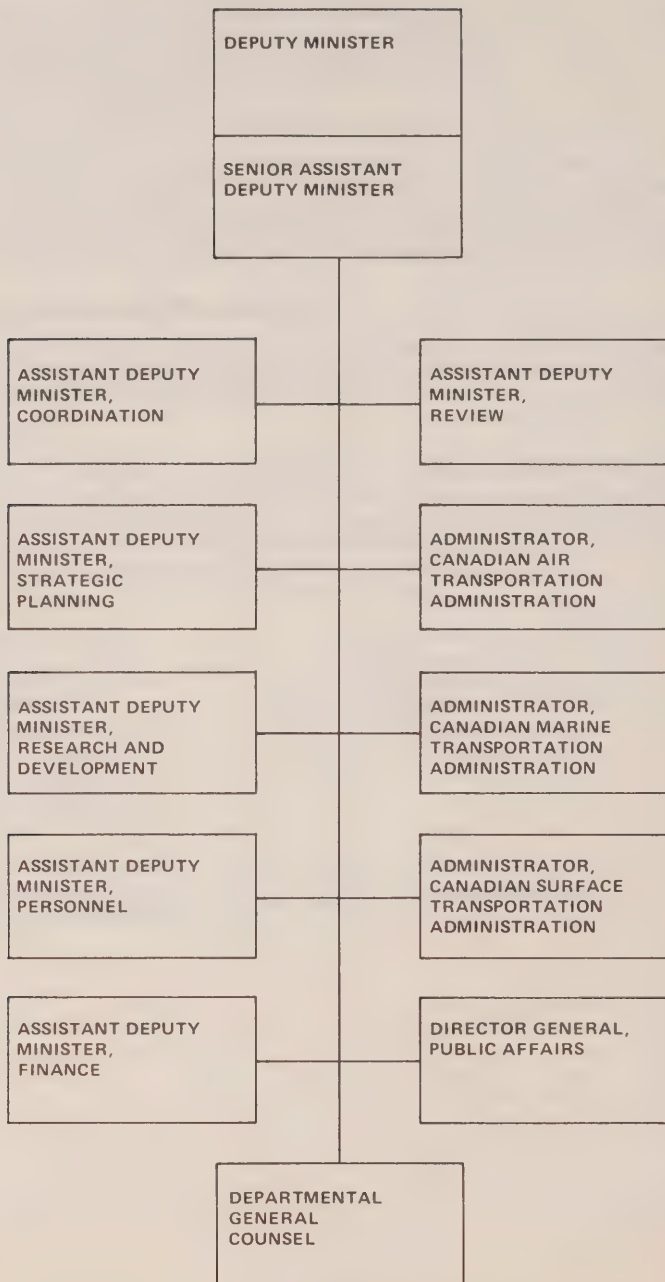 DEPUTY MINISTER
SENIOR ASSISTANT
DEPUTY MINISTER
ASSISTANT DEPUTY
MINISTER,
COORDINATION
ASSISTANT DEPUTY
MINISTER,
REVIEW
ASSISTANT DEPUTY
MINISTER,
STRATEGIC
PLANNING
ADMINISTRATOR,
CANADIAN AIR
TRANSPORTATION
ADMINISTRATION
ASSISTANT DEPUTY
MINISTER,
RESEARCH AND
DEVELOPMENT
ADMINISTRATOR,
CANADIAN MARINE
TRANSPORTATION
ADMINISTRATION
ASSISTANT DEPUTY
MINISTER,
PERSONNEL
ADMINISTRATOR,
CANADIAN SURFACE
TRANSPORTATION
ADMINISTRATION
ASSISTANT DEPUTY
MINISTER,
FINANCE
DIRECTOR GENERAL,
PUBLIC AFFAIRS
DEPARTMENTAL
GENERAL
COUNSEL